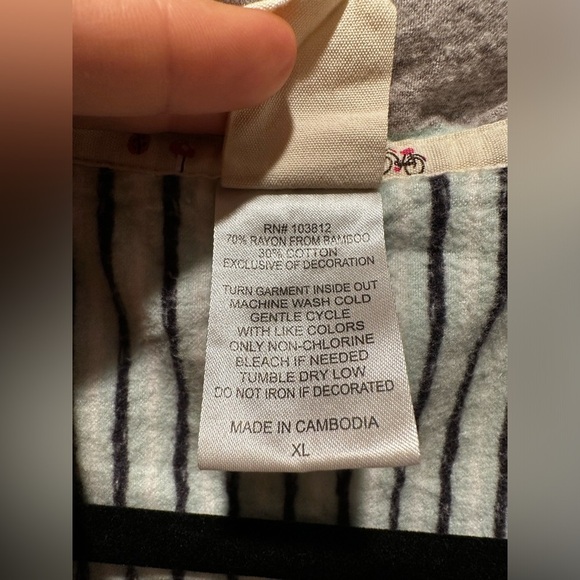 RN# 103812
70% RAYON FROM BAMBOO
30% COTTON
EXCLUSIVE OF DECORATION
TURN GARMENT INSIDE OUT
MACHINE WASH COLD
GENTLE CYCLE
WITH LIKE COLORS
ONLY NON-CHLORINE
BLEACH IF NEEDED
TUMBLE DRY LOW
DO NOT IRON IF DECORATED
MADE IN CAMBODIA
XL